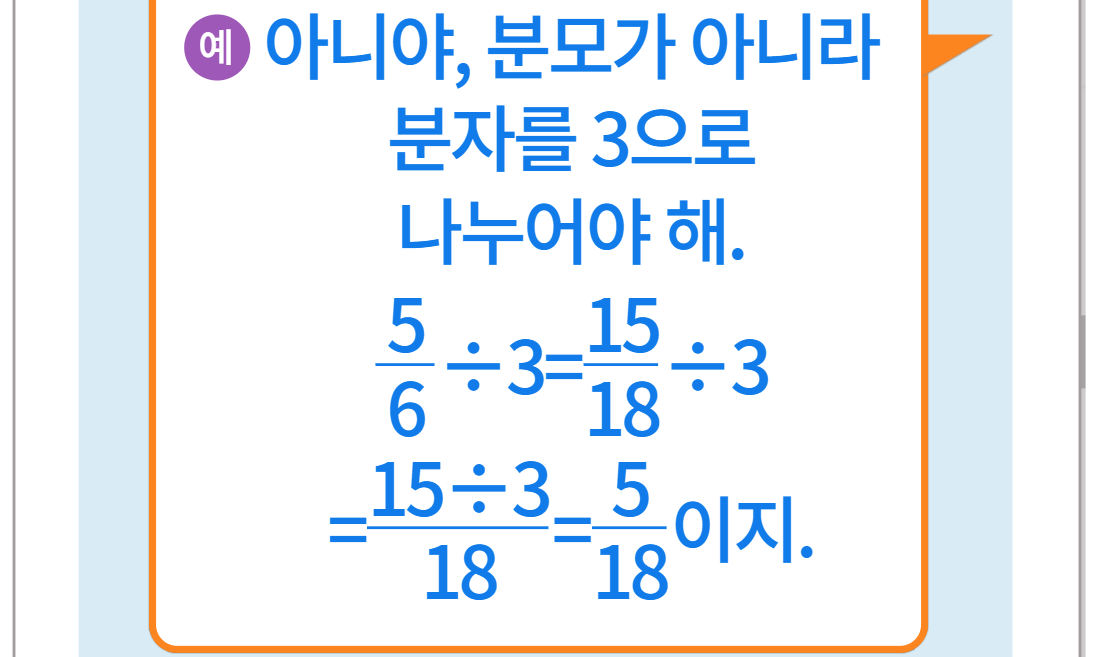 예 아니야, 분모가 아니라
분자를 3으로
나누어야 해.
5/6 ÷3=15/18 ÷3
=15÷3/18=5/18 이지.